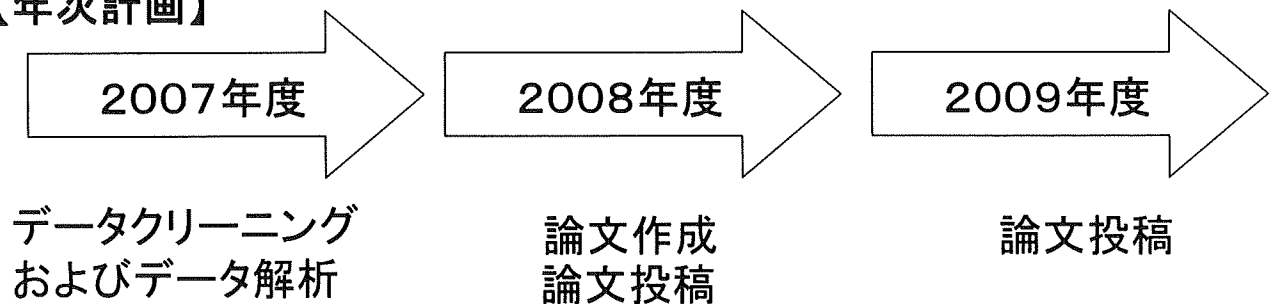 【年次計画】
2007年度
2008年度
2009年度
データクリーニング
およびデータ解析
論文作成
論文投稿
論文投稿